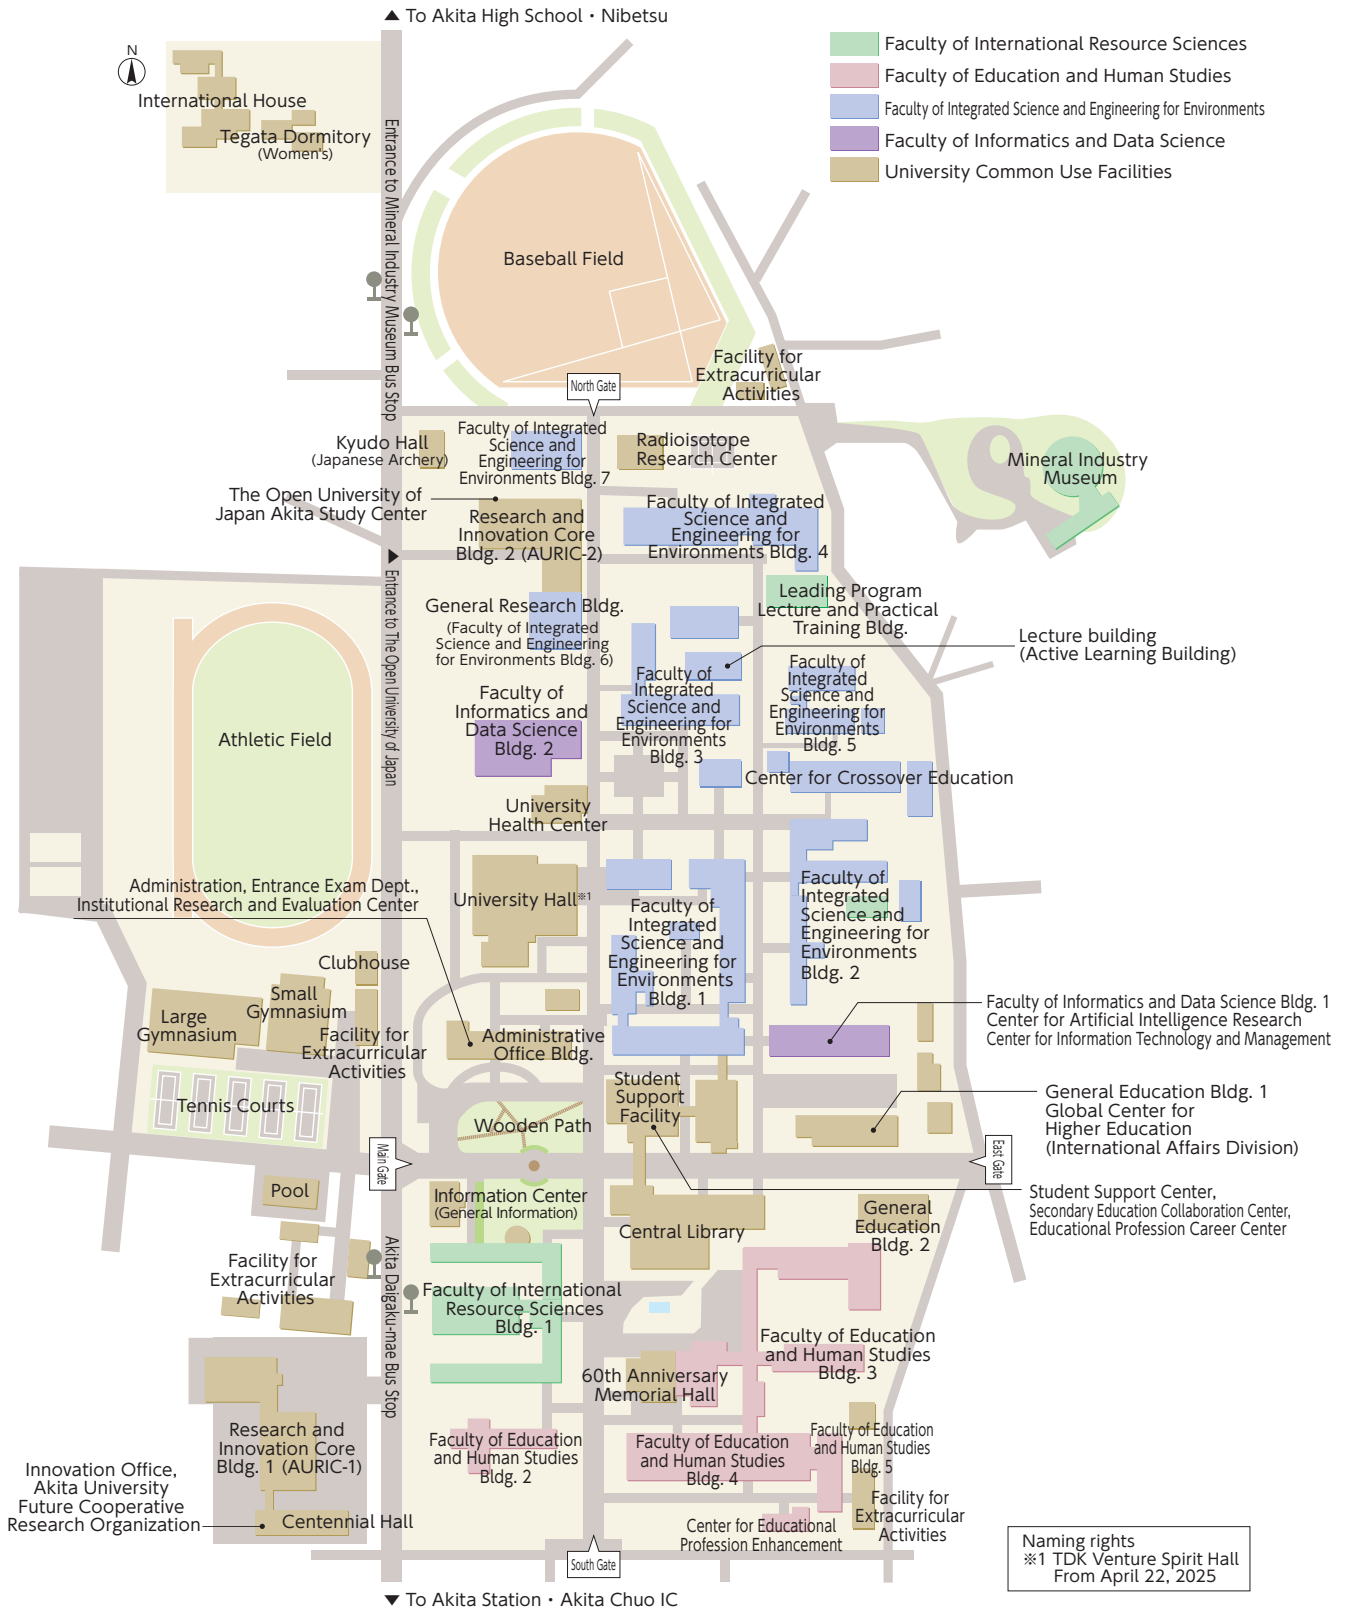 ▲ To Akita High School・Nibetsu
N
Faculty of International Resource Sciences
Faculty of Education and Human Studies
Faculty of Integrated Science and Engineering for Environments
Faculty of Informatics and Data Science
University Common Use Facilities
International House
Tegata Dormitory
(Women's)
Entrance to Mineral Industry Museum Bus Stop
Baseball Field
Facility for
Extracurricular
Activities
North Gate
Kyudo Hall
(Japanese Archery)
Faculty of Integrated
Science and
Engineering for
Environments Bldg. 7
Radioisotope
Research Center
Mineral Industry
Museum
The Open University of
Japan Akita Study Center
Research and
Innovation Core
Bldg. 2 (AURIC-2)
Faculty of Integrated
Science and
Engineering for
Environments Bldg. 4
▶ Entrance to The Open University of Japan
General Research Bldg.
(Faculty of Integrated
Science and Engineering
for Environments Bldg. 6)
Leading Program
Lecture and Practical
Training Bldg.
Lecture building
(Active Learning Building)
Faculty of
Integrated
Science and
Engineering for
Environments
Bldg. 3
Faculty of
Integrated
Science and
Engineering for
Environments
Bldg. 5
Faculty of
Informatics and
Data Science
Bldg. 2
Athletic Field
Center for Crossover Education
University
Health Center
Administration, Entrance Exam Dept.,
Institutional Research and Evaluation Center
University Hall※1
Faculty of
Integrated
Science and
Engineering for
Environments
Bldg. 1
Faculty of
Integrated
Science and
Engineering for
Environments
Bldg. 2
Clubhouse
Small
Gymnasium
Large
Gymnasium
Facility for
Extracurricular
Activities
Administrative
Office Bldg.
Faculty of Informatics and Data Science Bldg. 1
Center for Artificial Intelligence Research
Center for Information Technology and Management
Student
Support
Facility
General Education Bldg. 1
Global Center for
Higher Education
(International Affairs Division)
Tennis Courts
Wooden Path
Main Gate
East Gate
Pool
Information Center
(General Information)
Student Support Center,
Secondary Education Collaboration Center,
Educational Profession Career Center
Central Library
General
Education
Bldg. 2
Facility for
Extracurricular
Activities
Akita Daigaku-mae Bus Stop
Faculty of International
Resource Sciences
Bldg. 1
Faculty of Education
and Human Studies
Bldg. 3
60th Anniversary
Memorial Hall
Research and
Innovation Core
Bldg. 1 (AURIC-1)
Faculty of Education
and Human Studies
Bldg. 2
Faculty of Education
and Human Studies
Bldg. 4
Faculty of Education
and Human Studies
Bldg. 5
Innovation Office,
Akita University
Future Cooperative
Research Organization
Centennial Hall
Facility for
Extracurricular
Activities
Center for Educational
Profession Enhancement
South Gate
Naming rights
※1 TDK Venture Spirit Hall
From April 22, 2025
▼ To Akita Station・Akita Chuo IC